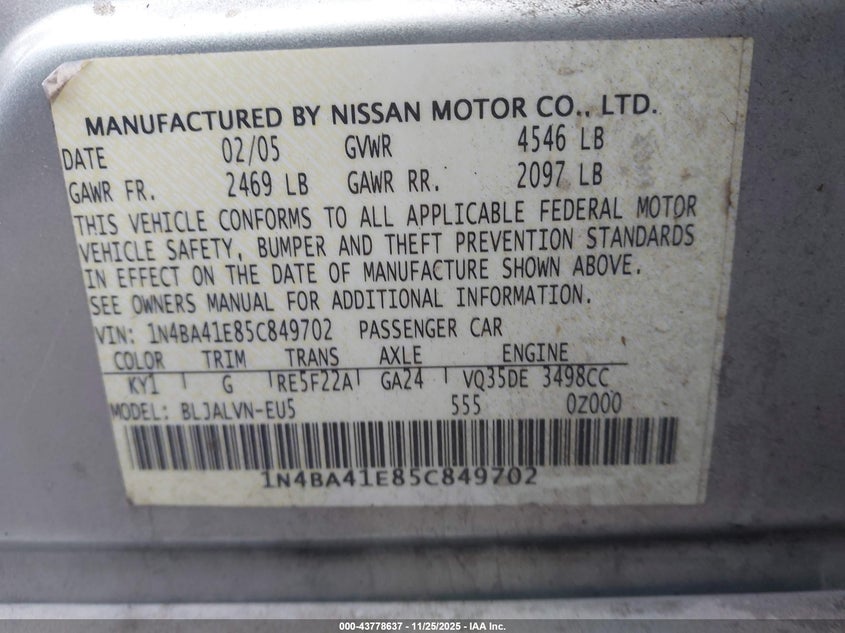 MANUFACTURED BY NISSAN MOTOR CO., LTD.
DATE 02/05 GVWR 4546 LB
GAWR FR. 2469 LB GAWR RR. 2097 LB
THIS VEHICLE CONFORMS TO ALL APPLICABLE FEDERAL MOTOR
VEHICLE SAFETY, BUMPER AND THEFT PREVENTION STANDARDS
IN EFFECT ON THE DATE OF MANUFACTURE SHOWN ABOVE.
SEE OWNERS MANUAL FOR ADDITIONAL INFORMATION.
VIN: 1N4BA41E85C849702 PASSENGER CAR
COLOR TRIM TRANS AXLE ENGINE
KY1 G RE5F22A GA24 VQ35DE 3498CC
MODEL: BLJALVN-EU5 555 0Z000
1N4BA41E85C849702
000-43778637 - 11/25/2025 - IAA Inc.